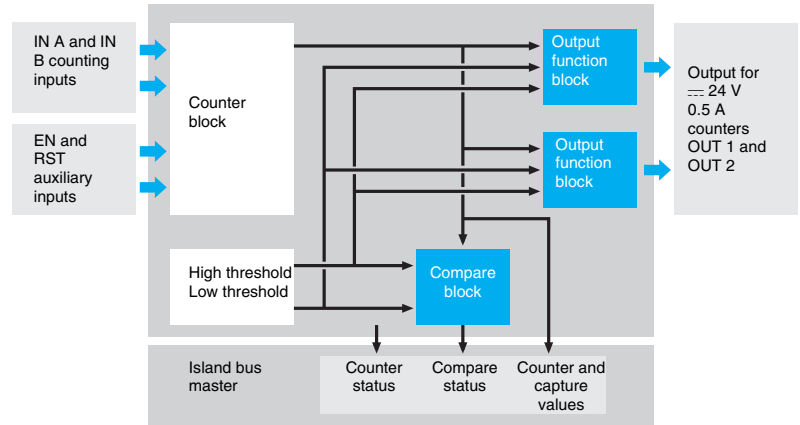 IN A and IN
B counting
inputs
EN and
RST
auxiliary
inputs
Counter
block
High threshold
Low threshold
Output
function
block
Output
function
block
Compare
block
Output for
⎓ 24 V
0.5 A
counters
OUT 1 and
OUT 2
Island bus
master
Counter
status
Compare
status
Counter and
capture
values